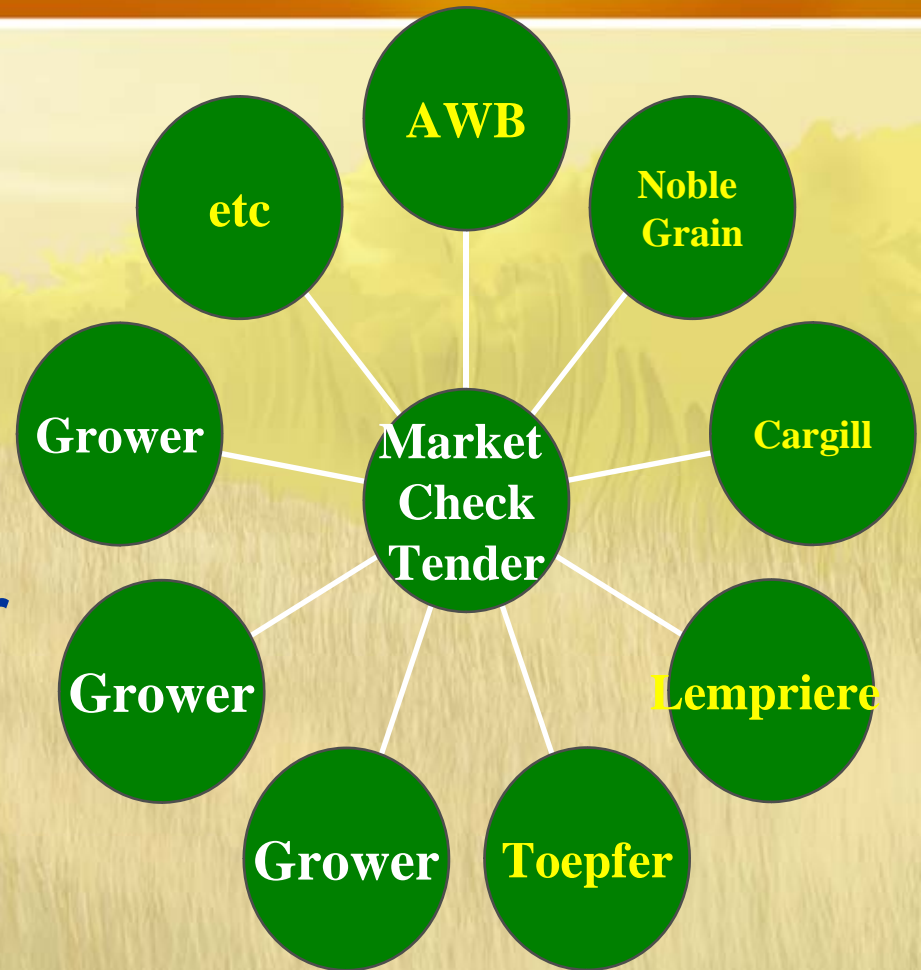 AWB
Noble
Grain
etc
Cargill
Grower
Market
Check
Tender
Lempriere
Grower
Toepfer
Grower